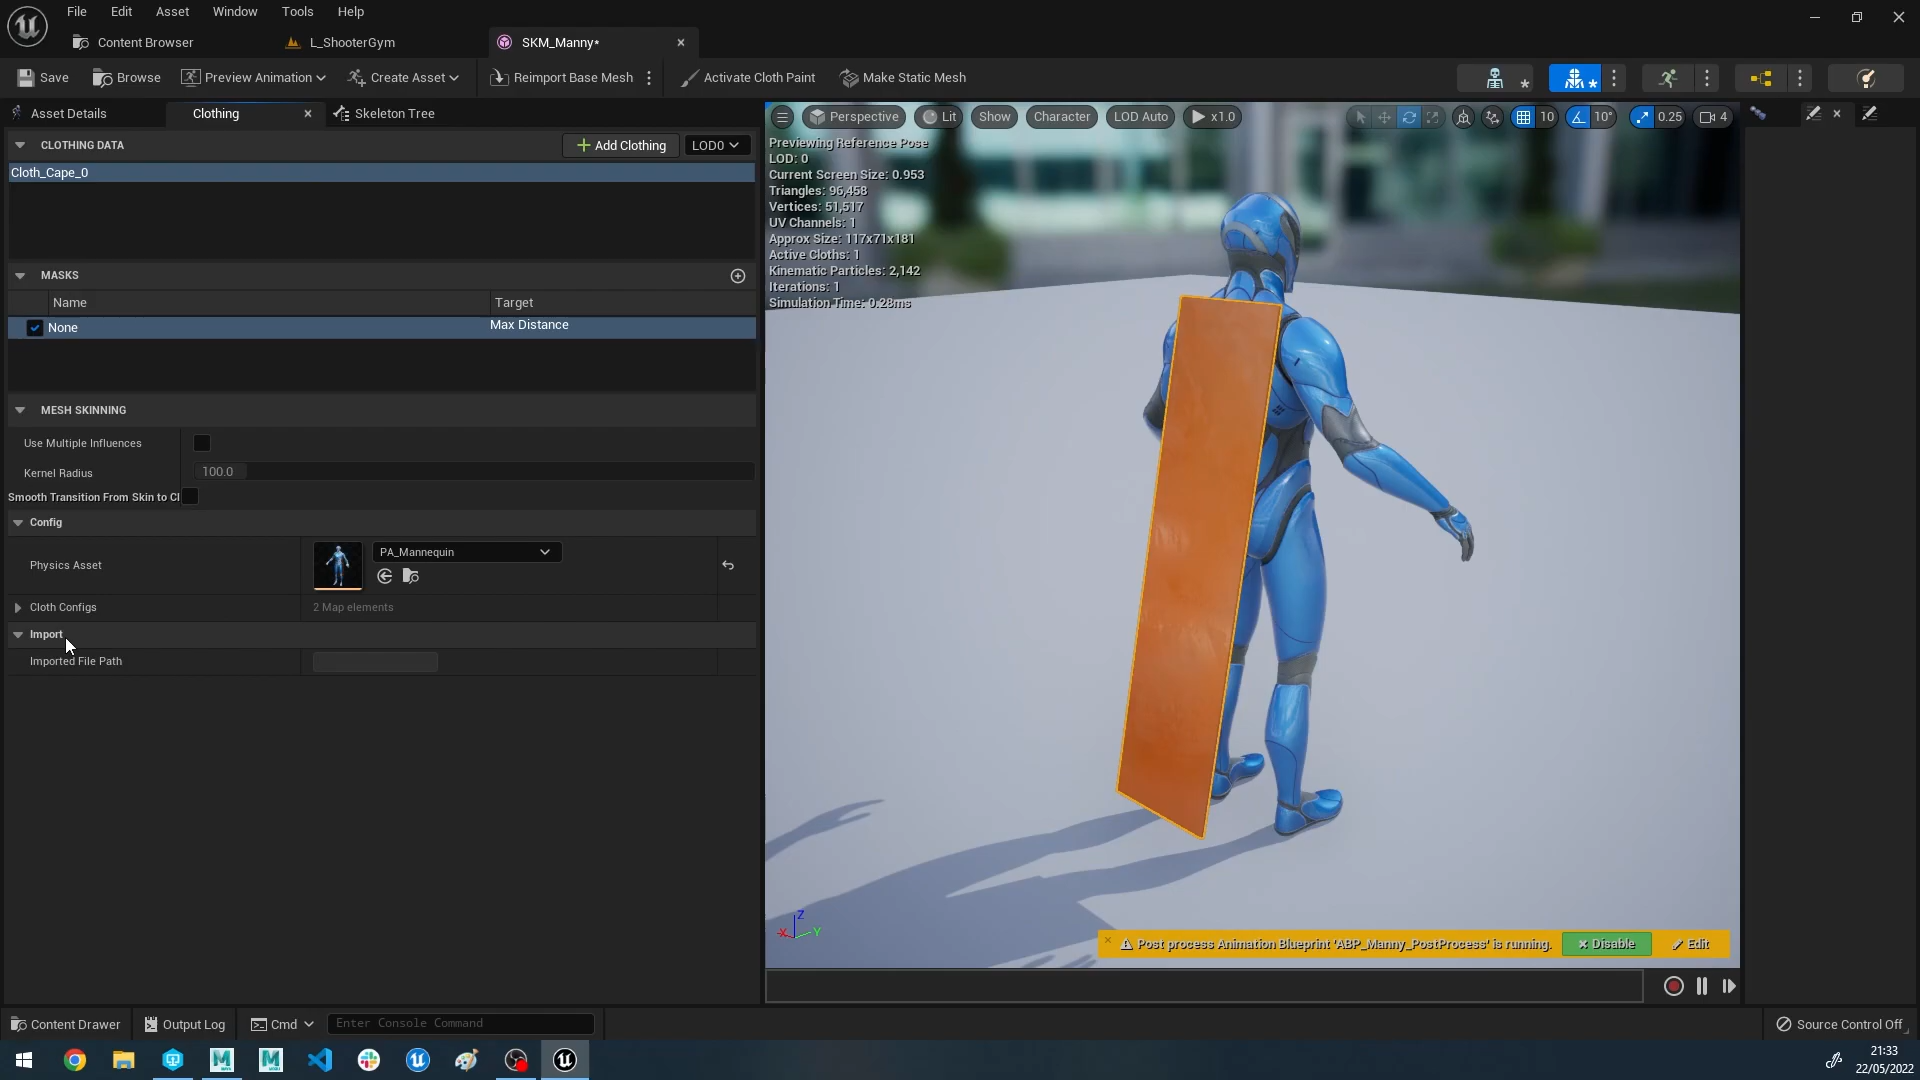 File Edit Asset Window Tools Help
Content Browser L_ShooterGym SKM_Manny*
Save Browse Preview Animation Create Asset Reimport Base Mesh Activate Cloth Paint Make Static Mesh
Asset Details Clothing Skeleton Tree
Perspective Lit Show Character LOD Auto x1.0 10 10° 0.25 4
CLOTHING DATA Add Clothing LOD0
Cloth_Cape_0
MASKS
Name Target
None Max Distance
MESH SKINNING
Use Multiple Influences
Kernel Radius 100.0
Smooth Transition From Skin to Cl
Config
Physics Asset PA_Mannequin
Cloth Configs 2 Map elements
Import
Imported File Path
Previewing Reference Pose
LOD: 0
Current Screen Size: 0.953
Triangles: 96,458
Vertices: 51,517
UV Channels: 1
Approx Size: 117x71x181
Active Cloths: 1
Kinematic Particles: 2,142
Iterations: 1
Simulation Time: 0.28ms
Z
X Y
Post process Animation Blueprint 'ABP_Manny_PostProcess' is running. Disable Edit
Content Drawer Output Log Cmd Enter Console Command Source Control Off
21:33
22/05/2022